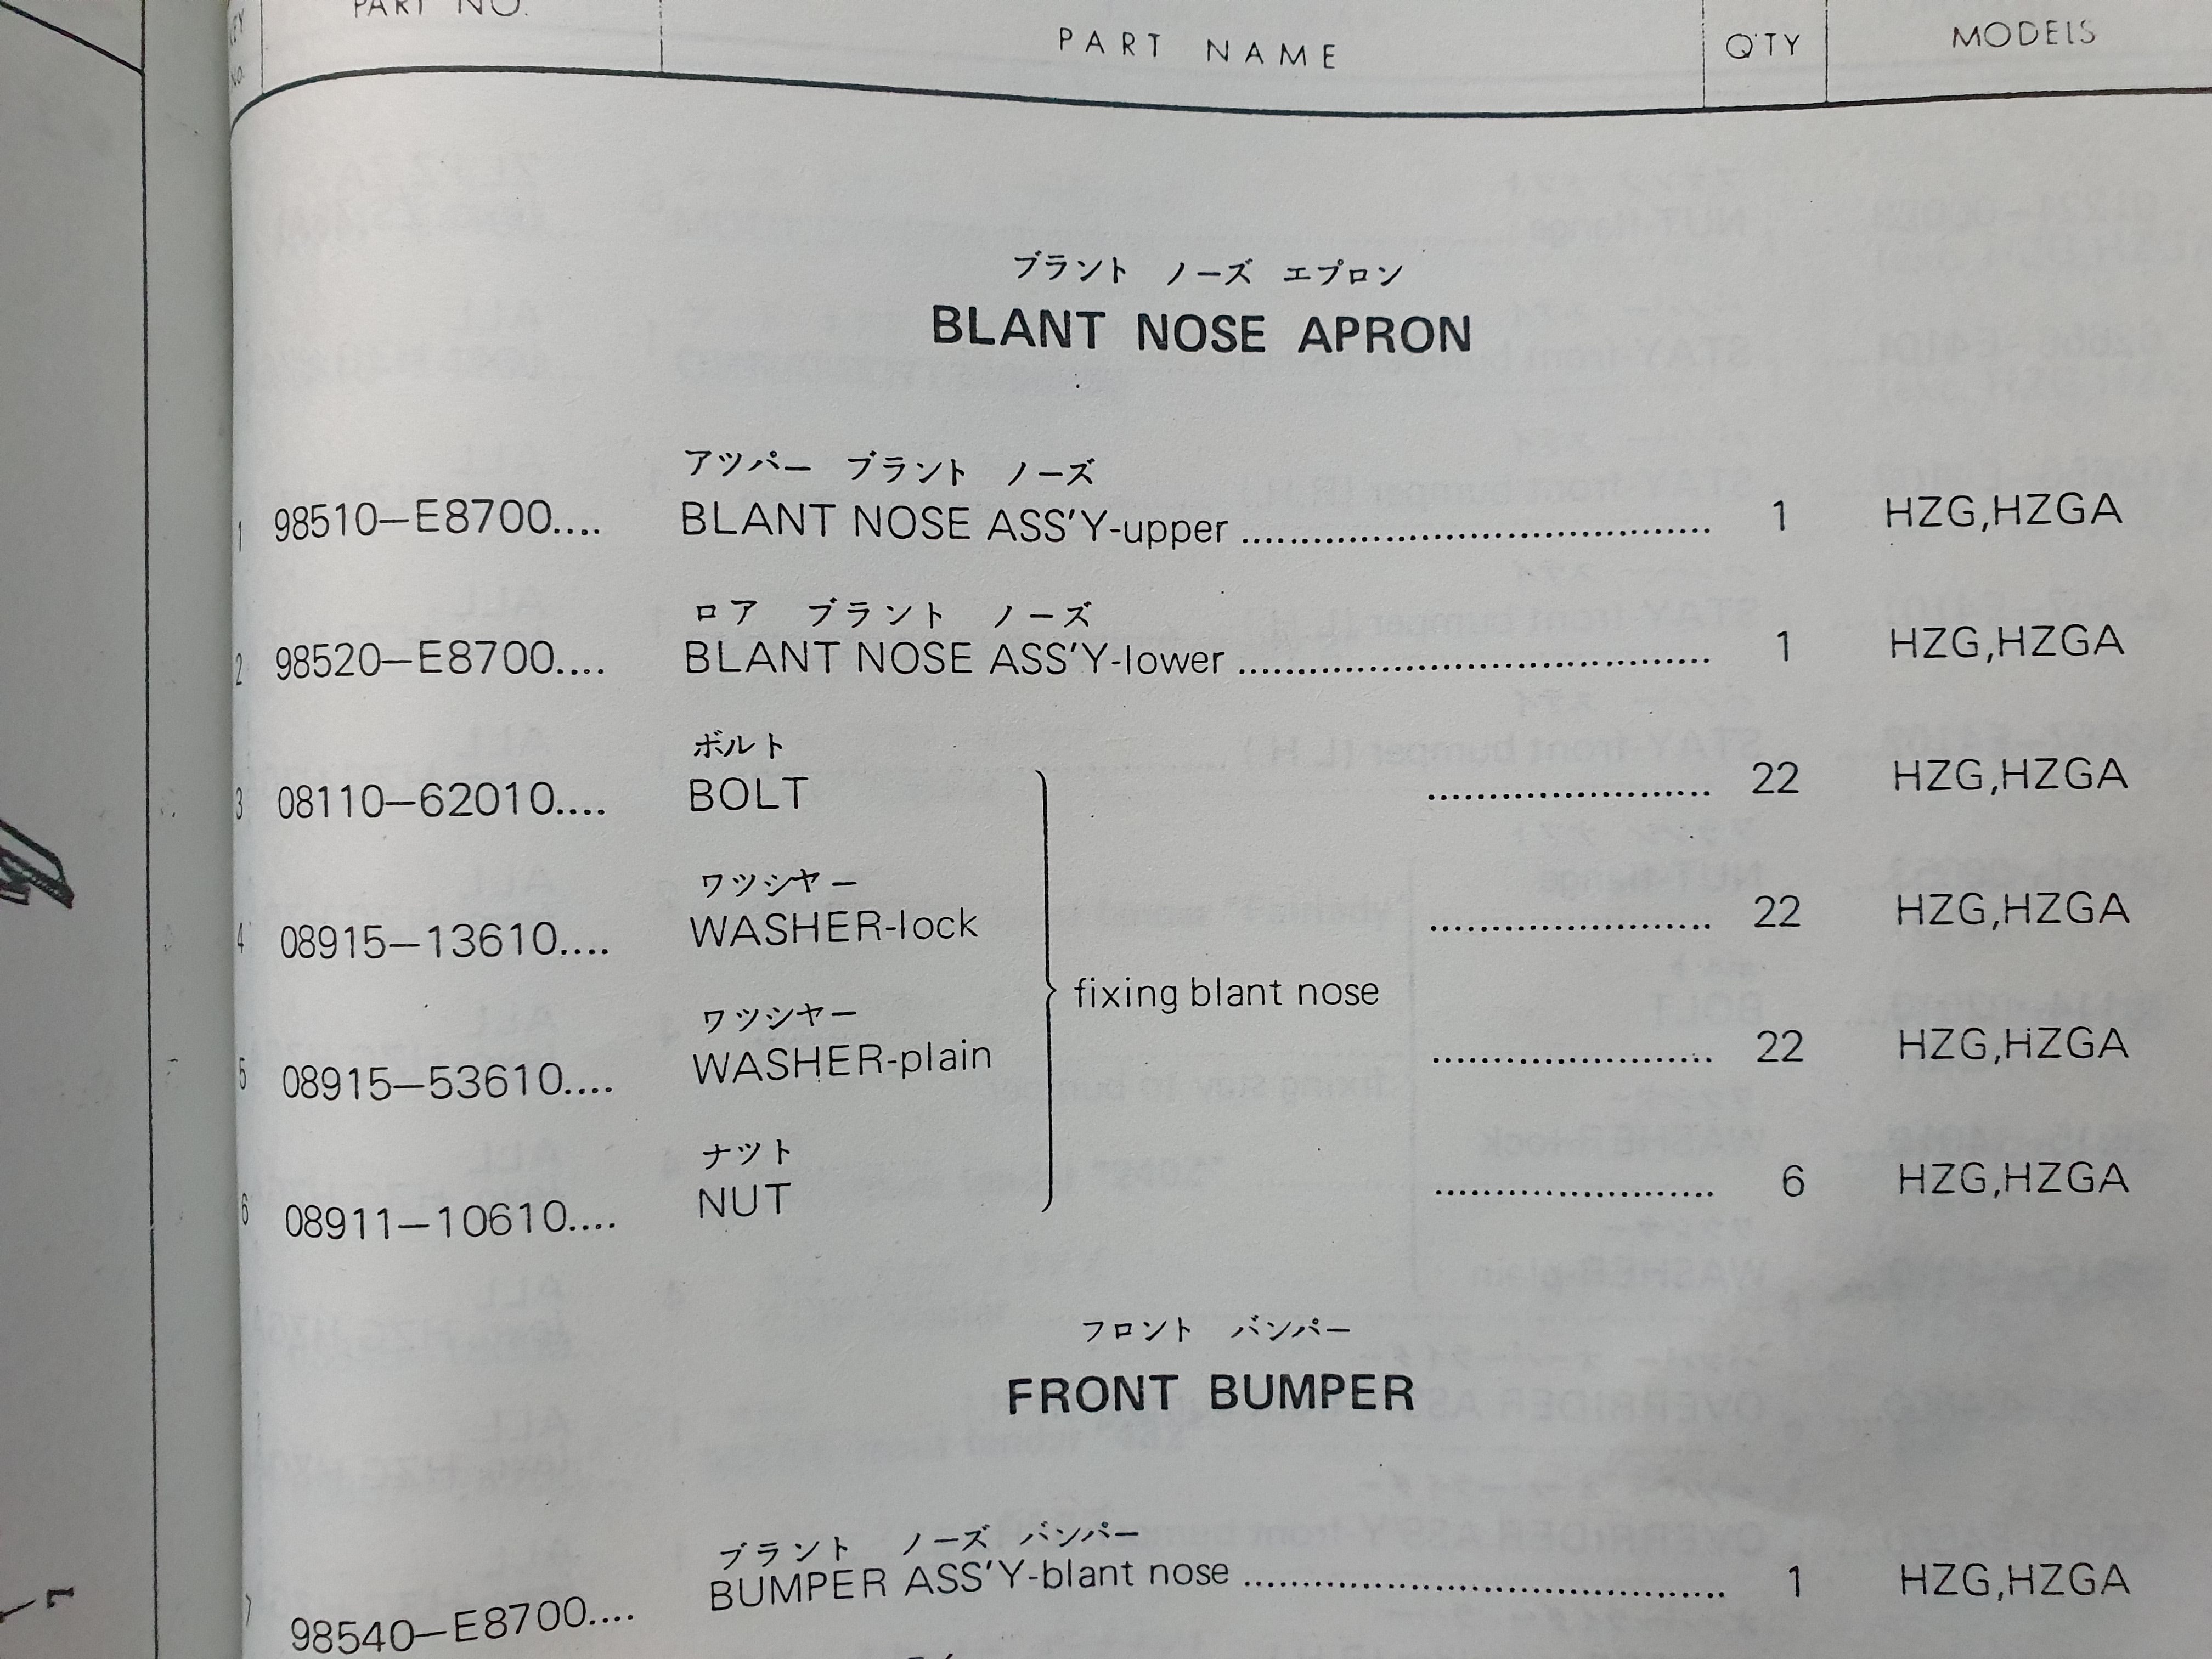 KEY NO. PART NO. PART NAME Q'TY MODELS
ブラント ノーズ エプロン
BLANT NOSE APRON
アツパー ブラント ノーズ
1 98510−E8700.... BLANT NOSE ASS'Y-upper ........................................ 1 HZG,HZGA
ロア ブラント ノーズ
2 98520−E8700.... BLANT NOSE ASS'Y-lower ........................................ 1 HZG,HZGA
ボルト
3 08110−62010.... BOLT ........................ 22 HZG,HZGA
ワツシヤー
4 08915−13610.... WASHER-lock ........................ 22 HZG,HZGA
fixing blant nose
ワツシヤー
5 08915−53610.... WASHER-plain ........................ 22 HZG,HZGA
ナツト
6 08911−10610.... NUT ........................ 6 HZG,HZGA
フロント バンパー
FRONT BUMPER
ブラント ノーズ バンパー
7 98540−E8700.... BUMPER ASS'Y-blant nose ........................................ 1 HZG,HZGA